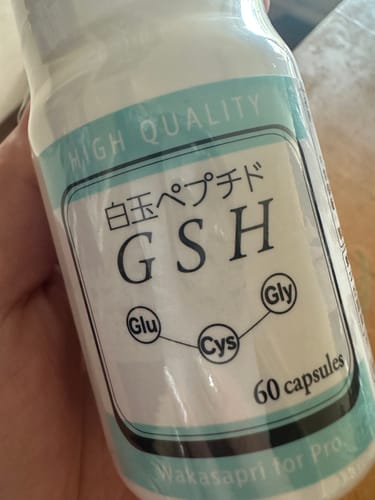 HIGH QUALITY
白玉ペプチド
GSH
Glu
Cys
Gly
60 capsules
Wakasapri for Pro.